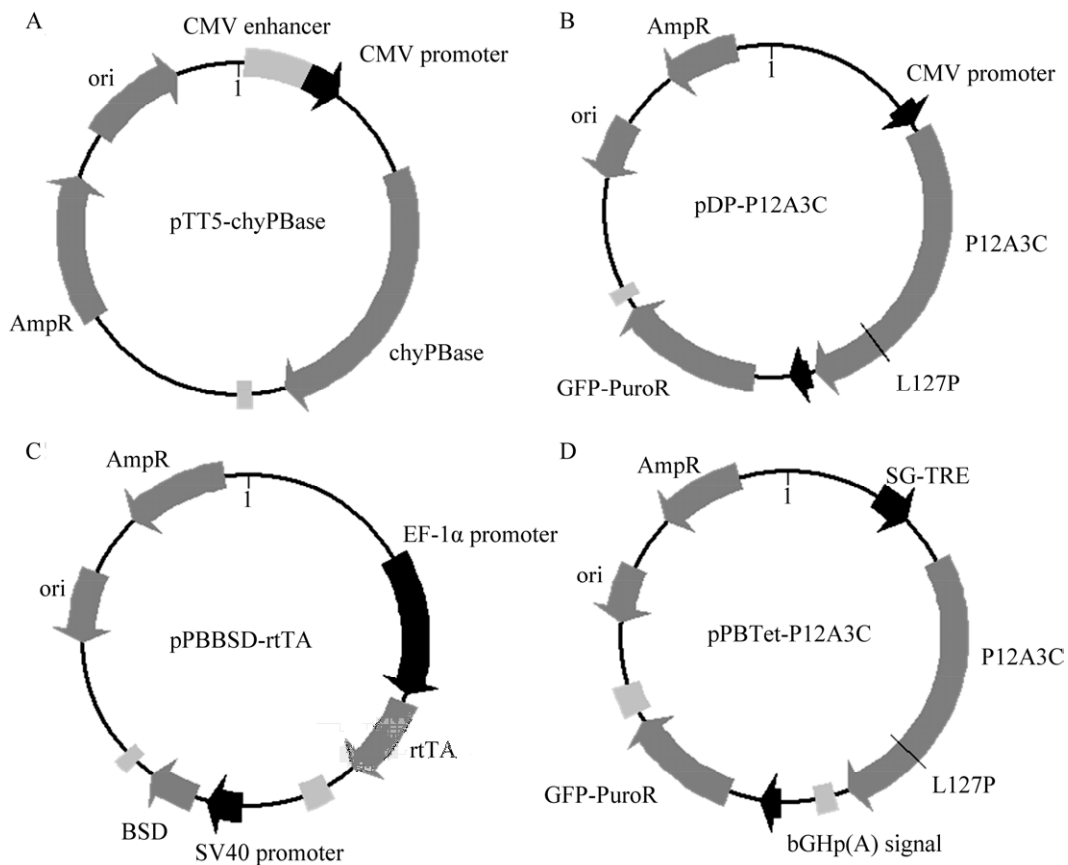 A
CMV enhancer
CMV promoter
ori
1
pTT5-chyPBase
AmpR
chyPBase
B
AmpR
1
CMV promoter
ori
pDP-P12A3C
P12A3C
L127P
GFP-PuroR
C
AmpR
1
EF-1α promoter
ori
pPBBSD-rtTA
rtTA
BSD
SV40 promoter
D
AmpR
1
SG-TRE
ori
pPBTet-P12A3C
P12A3C
L127P
GFP-PuroR
bGHp(A) signal